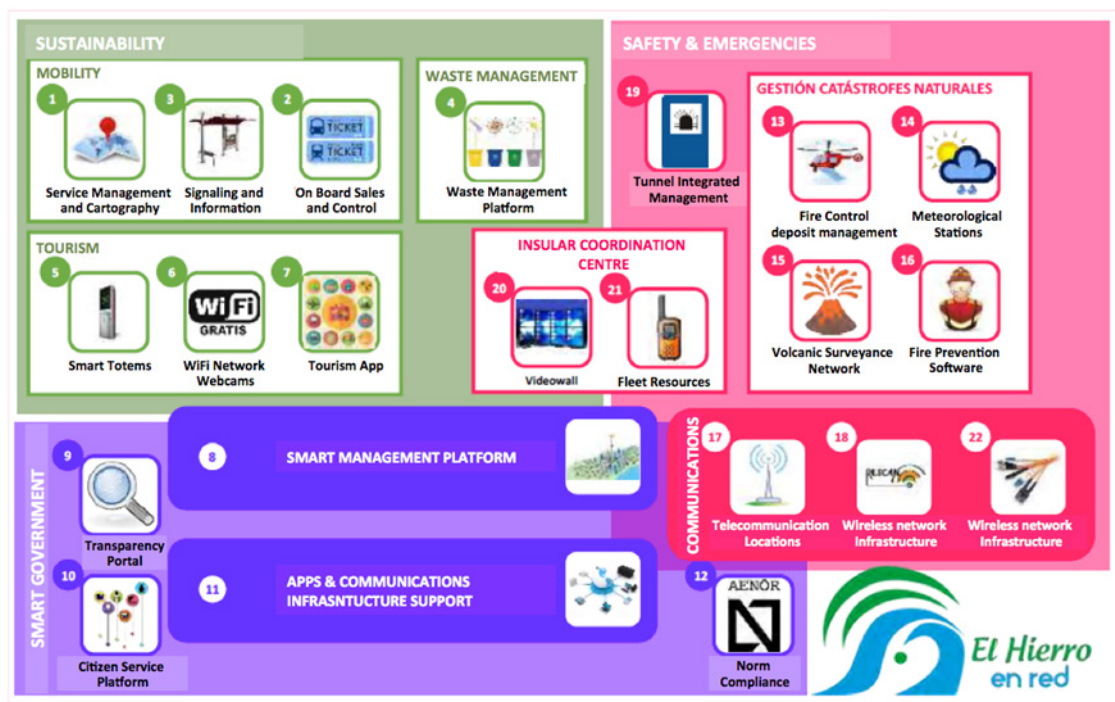 SUSTAINABILITY
SAFETY & EMERGENCIES
MOBILITY
1
3
2
TICKET
TICKET
Service Management
and Cartography
Signaling and
Information
On Board Sales
and Control
WASTE MANAGEMENT
4
Waste Management
Platform
19
Tunnel Integrated
Management
GESTIÓN CATÁSTROFES NATURALES
13
14
Fire Control
deposit management
Meteorological
Stations
15
16
Volcanic Surveyance
Network
Fire Prevention
Software
TOURISM
5
6
7
WiFi
GRATIS
Smart Totems
WiFi Network
Webcams
Tourism App
INSULAR COORDINATION
CENTRE
20
21
Videowall
Fleet Resources
SMART GOVERNMENT
9
Transparency
Portal
10
Citizen Service
Platform
8
SMART MANAGEMENT PLATFORM
11
APPS & COMMUNICATIONS
INFRASNTUCTURE SUPPORT
12
AENOR
Norm
Compliance
COMMUNICATIONS
17
18
22
Telecommunication
Locations
Wireless network
Infrastructure
Wireless network
Infrastructure
El Hierro
en red